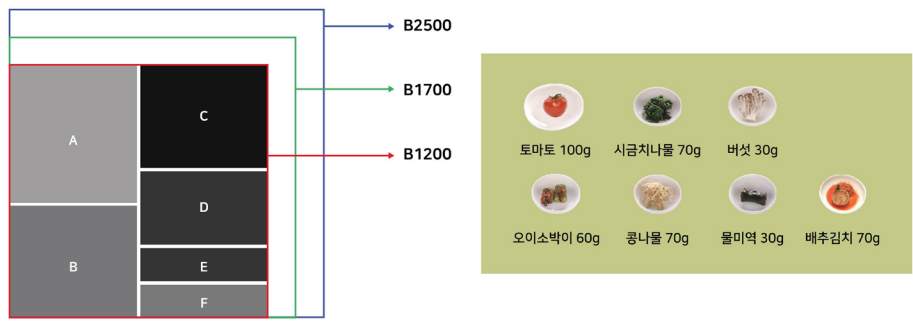 B2500
B1700
B1200
A
C
D
B
E
F
토마토 100g
시금치나물 70g
버섯 30g
오이소박이 60g
콩나물 70g
물미역 30g
배추김치 70g